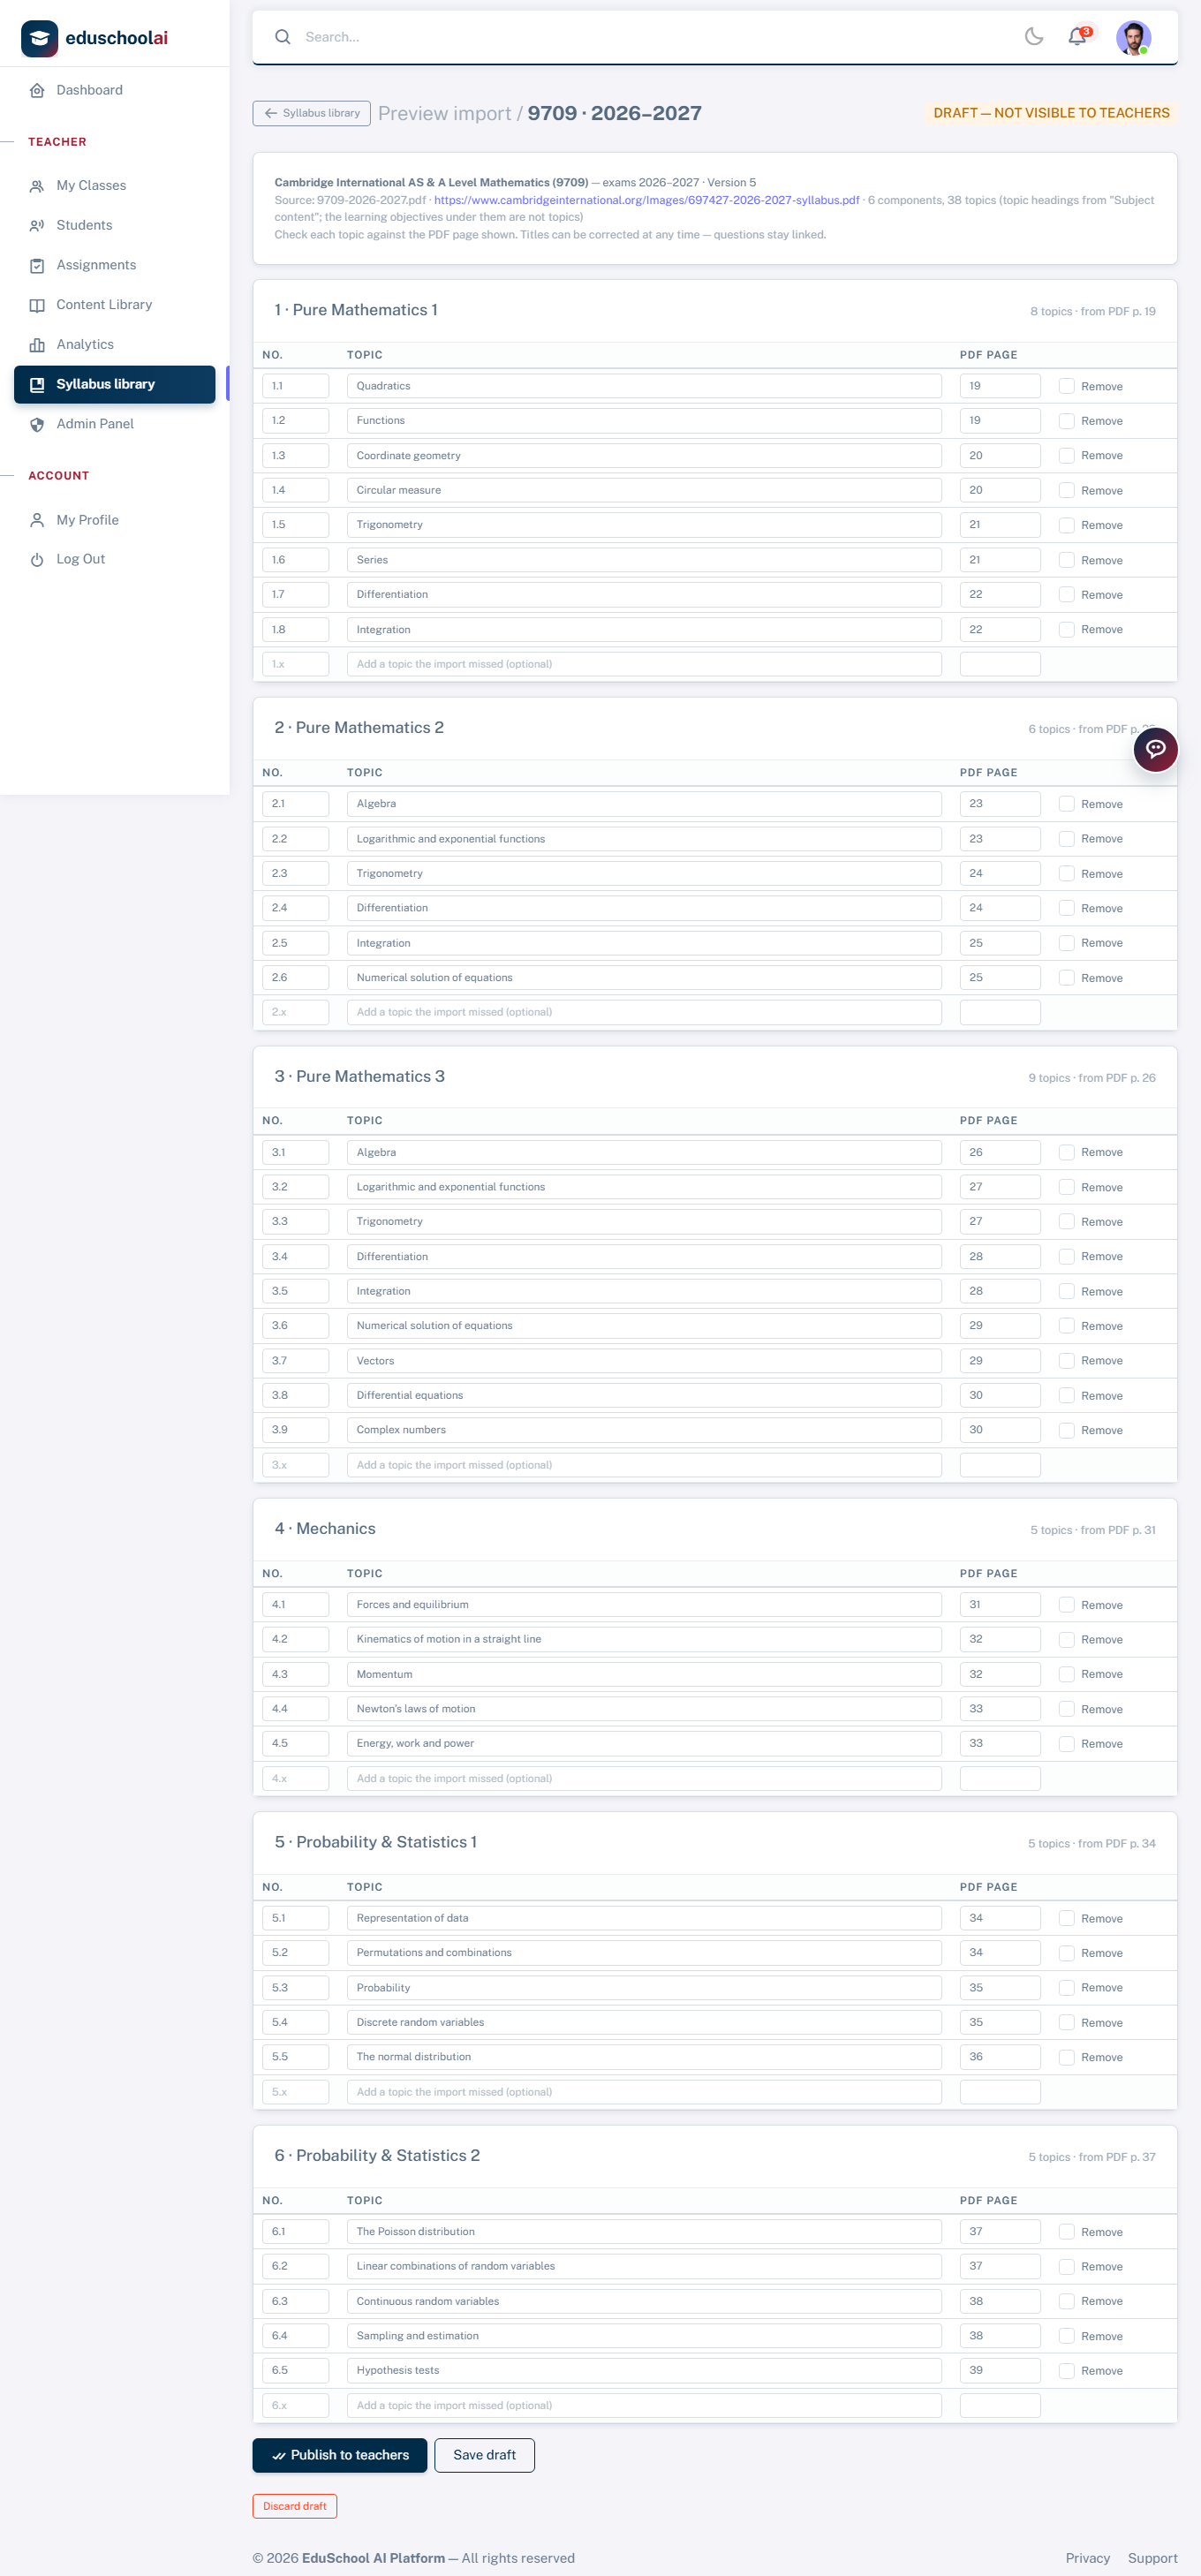 eduschoolai
Dashboard
TEACHER
My Classes
Students
Assignments
Content Library
Analytics
Syllabus library
Admin Panel
ACCOUNT
My Profile
Log Out
Search...
3
Syllabus library
Preview import / 9709 · 2026–2027
DRAFT — NOT VISIBLE TO TEACHERS
Cambridge International AS & A Level Mathematics (9709) — exams 2026–2027 · Version 5
Source: 9709-2026-2027.pdf · https://www.cambridgeinternational.org/Images/697427-2026-2027-syllabus.pdf · 6 components, 38 topics (topic headings from "Subject
content"; the learning objectives under them are not topics)
Check each topic against the PDF page shown. Titles can be corrected at any time — questions stay linked.
1 · Pure Mathematics 1
8 topics · from PDF p. 19
NO. TOPIC PDF PAGE
1.1 Quadratics 19 Remove
1.2 Functions 19 Remove
1.3 Coordinate geometry 20 Remove
1.4 Circular measure 20 Remove
1.5 Trigonometry 21 Remove
1.6 Series 21 Remove
1.7 Differentiation 22 Remove
1.8 Integration 22 Remove
1.x Add a topic the import missed (optional)
2 · Pure Mathematics 2
6 topics · from PDF p.
NO. TOPIC PDF PAGE
2.1 Algebra 23 Remove
2.2 Logarithmic and exponential functions 23 Remove
2.3 Trigonometry 24 Remove
2.4 Differentiation 24 Remove
2.5 Integration 25 Remove
2.6 Numerical solution of equations 25 Remove
2.x Add a topic the import missed (optional)
3 · Pure Mathematics 3
9 topics · from PDF p. 26
NO. TOPIC PDF PAGE
3.1 Algebra 26 Remove
3.2 Logarithmic and exponential functions 27 Remove
3.3 Trigonometry 27 Remove
3.4 Differentiation 28 Remove
3.5 Integration 28 Remove
3.6 Numerical solution of equations 29 Remove
3.7 Vectors 29 Remove
3.8 Differential equations 30 Remove
3.9 Complex numbers 30 Remove
3.x Add a topic the import missed (optional)
4 · Mechanics
5 topics · from PDF p. 31
NO. TOPIC PDF PAGE
4.1 Forces and equilibrium 31 Remove
4.2 Kinematics of motion in a straight line 32 Remove
4.3 Momentum 32 Remove
4.4 Newton's laws of motion 33 Remove
4.5 Energy, work and power 33 Remove
4.x Add a topic the import missed (optional)
5 · Probability & Statistics 1
5 topics · from PDF p. 34
NO. TOPIC PDF PAGE
5.1 Representation of data 34 Remove
5.2 Permutations and combinations 34 Remove
5.3 Probability 35 Remove
5.4 Discrete random variables 35 Remove
5.5 The normal distribution 36 Remove
5.x Add a topic the import missed (optional)
6 · Probability & Statistics 2
5 topics · from PDF p. 37
NO. TOPIC PDF PAGE
6.1 The Poisson distribution 37 Remove
6.2 Linear combinations of random variables 37 Remove
6.3 Continuous random variables 38 Remove
6.4 Sampling and estimation 38 Remove
6.5 Hypothesis tests 39 Remove
6.x Add a topic the import missed (optional)
Publish to teachers
Save draft
Discard draft
© 2026 EduSchool AI Platform — All rights reserved
Privacy Support